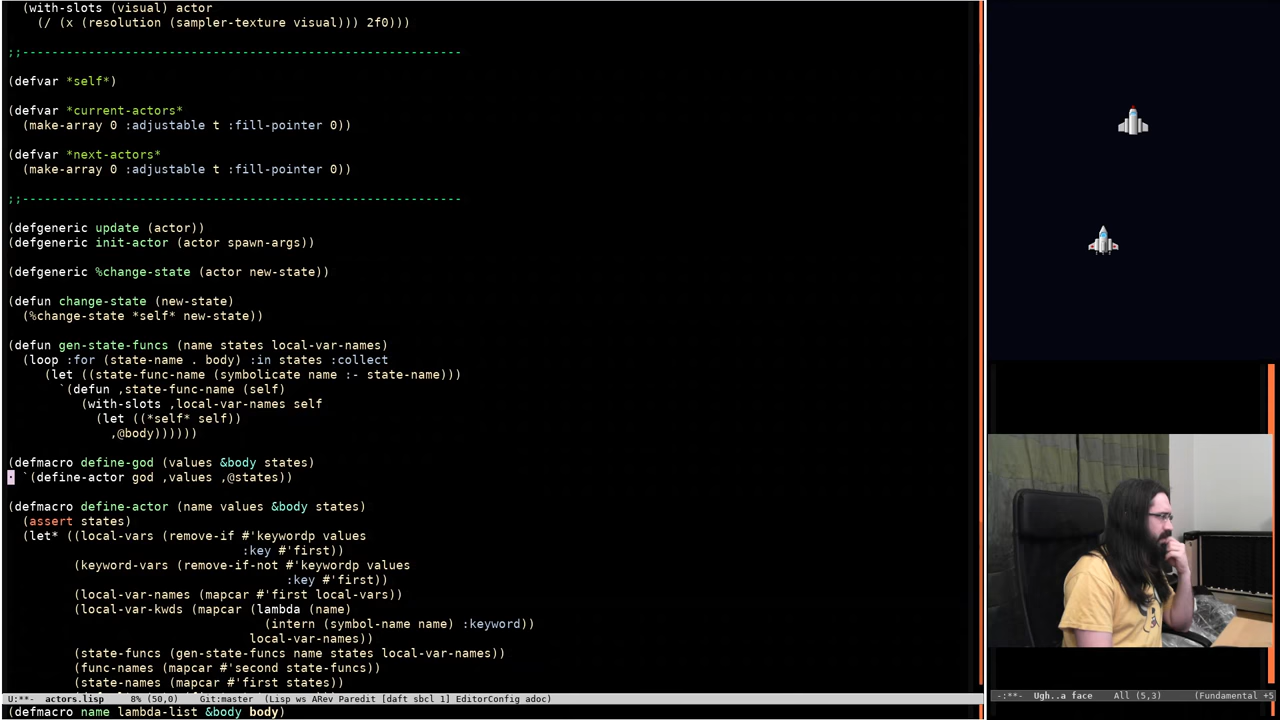 (with-slots (visual) actor
(/ (x (resolution (sampler-texture visual))) 2f0)))
;;------------------------------------------------------------
(defvar *self*)
(defvar *current-actors*
(make-array 0 :adjustable t :fill-pointer 0))
(defvar *next-actors*
(make-array 0 :adjustable t :fill-pointer 0))
;;------------------------------------------------------------
(defgeneric update (actor))
(defgeneric init-actor (actor spawn-args))
(defgeneric %change-state (actor new-state))
(defun change-state (new-state)
(%change-state *self* new-state))
(defun gen-state-funcs (name states local-var-names)
(loop :for (state-name . body) :in states :collect
(let ((state-func-name (symbolicate name :- state-name)))
`(defun ,state-func-name (self)
(with-slots ,local-var-names self
(let ((*self* self))
,@body))))))
(defmacro define-god (values &body states)
`(define-actor god ,values ,@states))
(defmacro define-actor (name values &body states)
(assert states)
(let* ((local-vars (remove-if #'keywordp values
:key #'first))
(keyword-vars (remove-if-not #'keywordp values
:key #'first))
(local-var-names (mapcar #'first local-vars))
(local-var-kwds (mapcar (lambda (name)
(intern (symbol-name name) :keyword))
local-var-names))
(state-funcs (gen-state-funcs name states local-var-names))
(func-names (mapcar #'second state-funcs))
(state-names (mapcar #'first states))
U:**- actors.lisp 8% (50,0) Git:master (Lisp ws ARev Paredit [daft sbcl 1] EditorConfig adoc)
(defmacro name lambda-list &body body)
-:**- Ugh..a face All (5,3) (Fundamental +5